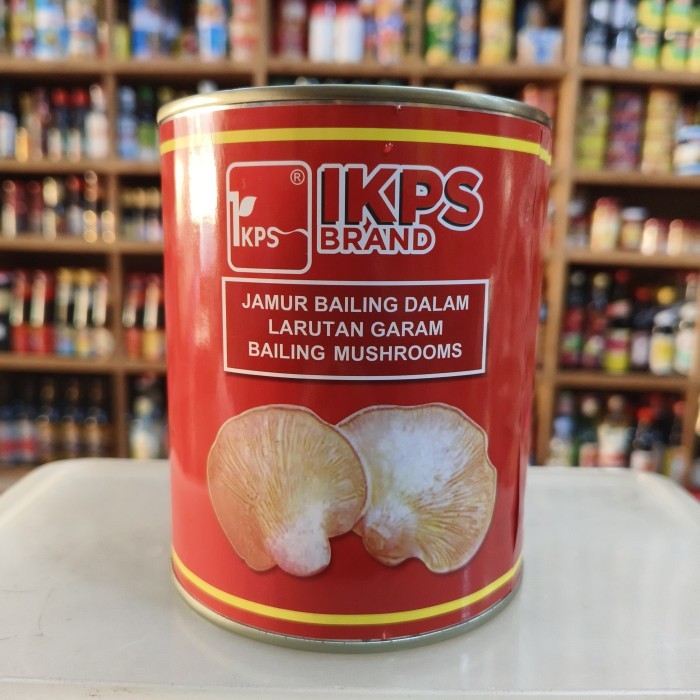 ®
IKPS
IKPS
BRAND
JAMUR BAILING DALAM
LARUTAN GARAM
BAILING MUSHROOMS